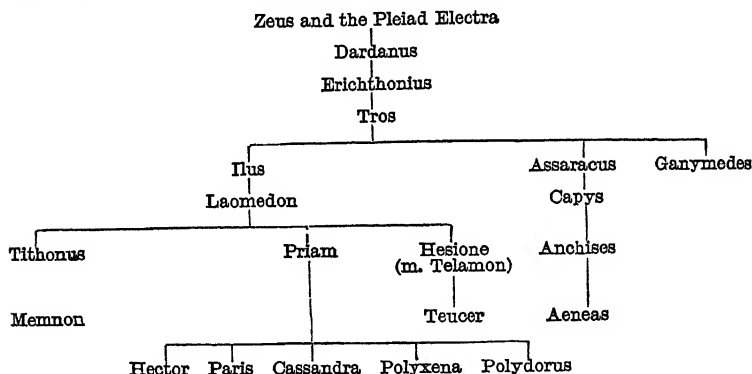 Zeus and the Pleiad Electra
Dardanus
Erichthonius
Tros
Ilus Assaracus Ganymedes
Laomedon Capys
Tithonus Priam Hesione Anchises
(m. Telamon)
Memnon Teucer Aeneas
Hector Paris Cassandra Polyxena Polydorus